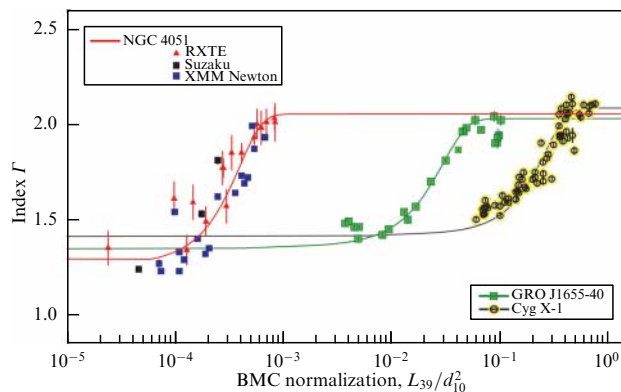 NGC 4051
RXTE
Suzaku
XMM Newton
Index Γ
2.5
2.0
1.5
1.0
GRO J1655-40
Cyg X-1
10⁻⁵ 10⁻⁴ 10⁻³ 10⁻² 10⁻¹ 10⁰
BMC normalization, L₃₉/d²₁₀